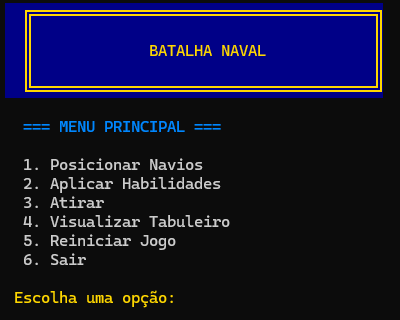 BATALHA NAVAL
=== MENU PRINCIPAL ===
1. Posicionar Navios
2. Aplicar Habilidades
3. Atirar
4. Visualizar Tabuleiro
5. Reiniciar Jogo
6. Sair
Escolha uma opção: